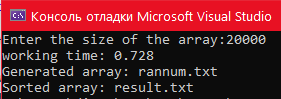 Консоль отладки Microsoft Visual Studio
Enter the size of the array:20000
working time: 0.728
Generated array: rannum.txt
Sorted array: result.txt